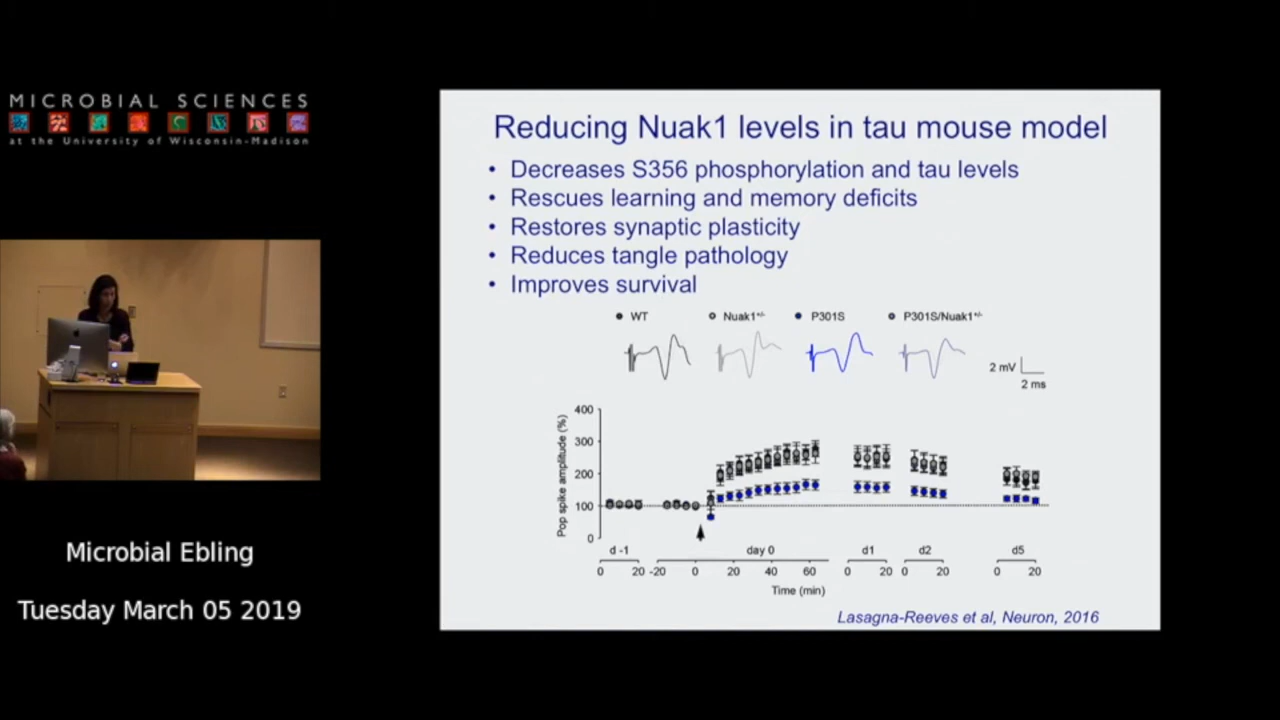 MICROBIAL SCIENCES
at the University of Wisconsin-Madison
Microbial Ebling
Tuesday March 05 2019
Reducing Nuak1 levels in tau mouse model
• Decreases S356 phosphorylation and tau levels
• Rescues learning and memory deficits
• Restores synaptic plasticity
• Reduces tangle pathology
• Improves survival
WT Nuak1+/- P301S P301S/Nuak1+/-
2 mV
2 ms
Pop spike amplitude (%)
400
300
200
100
0
d -1 day 0 d1 d2 d5
0 20 -20 0 20 40 60 0 20 0 20 0 20
Time (min)
Lasagna-Reeves et al, Neuron, 2016